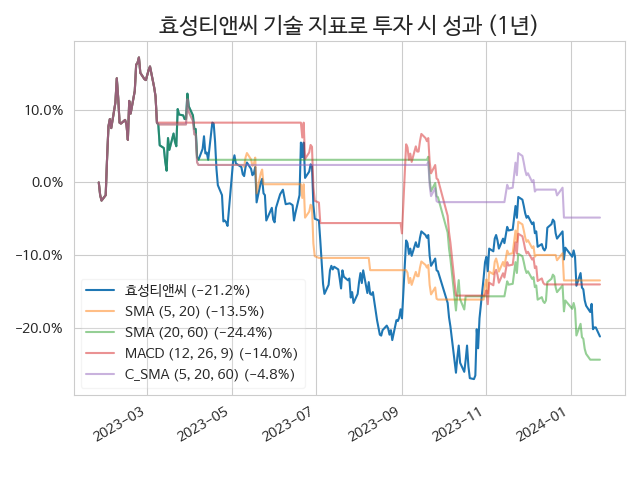 효성티앤씨 기술 지표로 투자 시 성과 (1년)
10.0%
0.0%
−10.0%
−20.0%
효성티앤씨 (−21.2%)
SMA (5, 20) (−13.5%)
SMA (20, 60) (−24.4%)
MACD (12, 26, 9) (−14.0%)
C_SMA (5, 20, 60) (−4.8%)
2023-03
2023-05
2023-07
2023-09
2023-11
2024-01